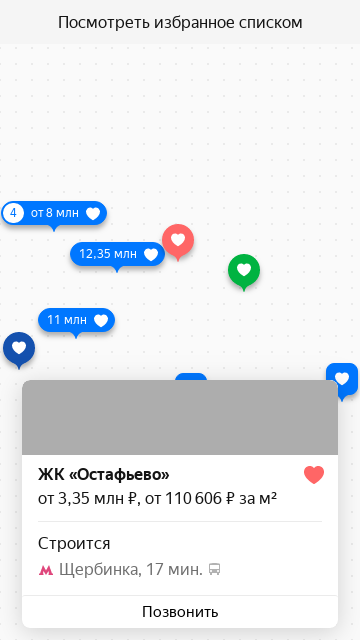 Посмотреть избранное списком
4 от 8 млн
12,35 млн
11 млн
ЖК «Остафьево»
от 3,35 млн ₽, от 110 606 ₽ за м²
Строится
Щербинка, 17 мин.
Позвонить